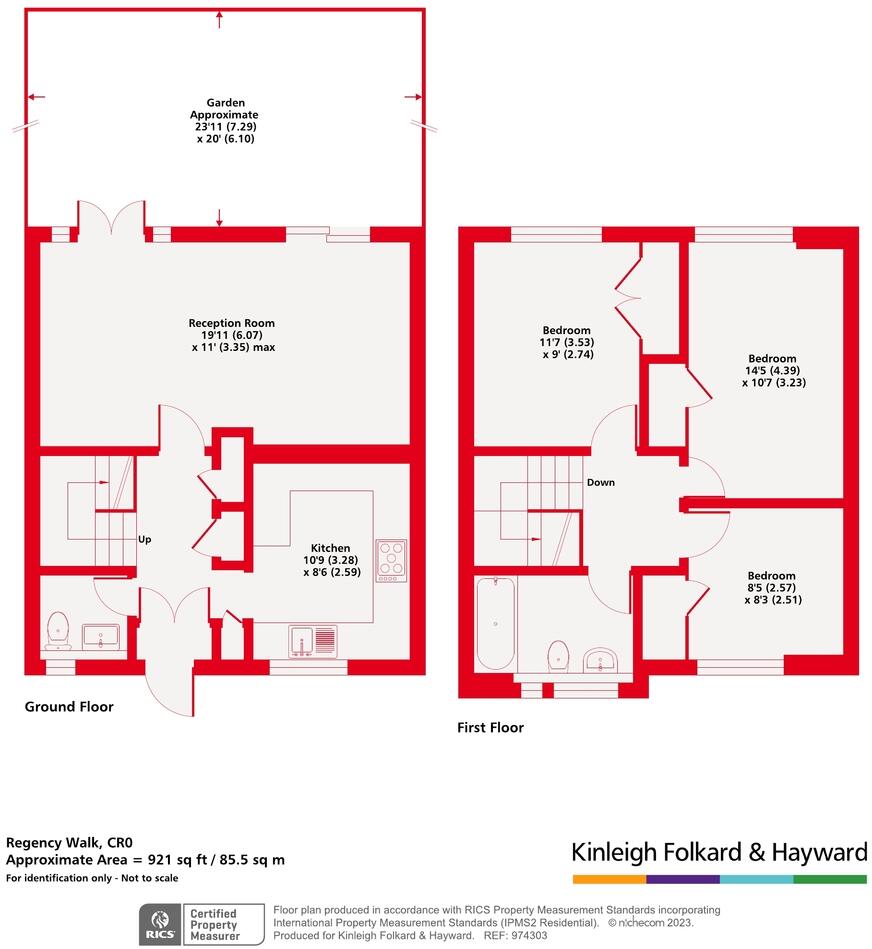 Garden
Approximate
23'11 (7.29)
x 20' (6.10)
Reception Room
19'11 (6.07)
x 11' (3.35) max
Up
Kitchen
10'9 (3.28)
x 8'6 (2.59)
Ground Floor
Bedroom
11'7 (3.53)
x 9' (2.74)
Bedroom
14'5 (4.39)
x 10'7 (3.23)
Down
Bedroom
8'5 (2.57)
x 8'3 (2.51)
First Floor
Regency Walk, CR0
Approximate Area = 921 sq ft / 85.5 sq m
For identification only - Not to scale
Kinleigh Folkard & Hayward
RICS
Certified
Property
Measurer
Floor plan produced in accordance with RICS Property Measurement Standards incorporating
International Property Measurement Standards (IPMS2 Residential). © nichecom 2023.
Produced for Kinleigh Folkard & Hayward. REF: 974303